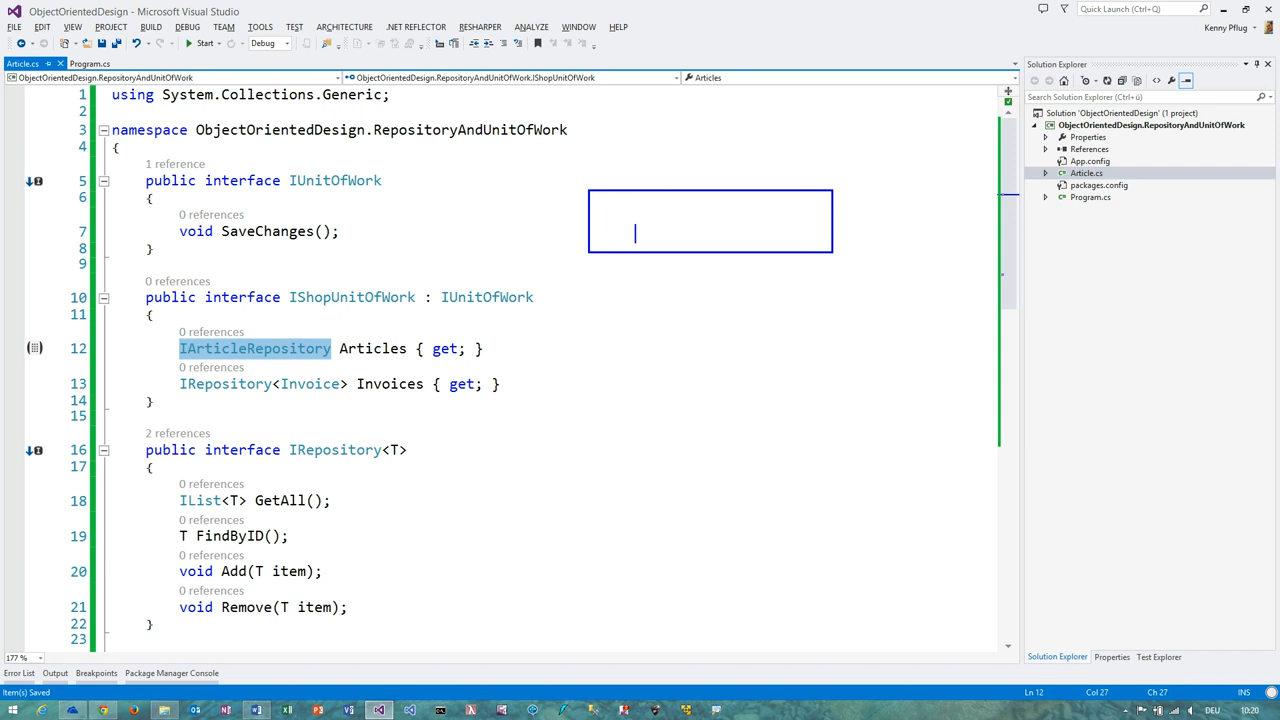 ObjectOrientedDesign - Microsoft Visual Studio
Quick Launch (Ctrl+Q)
FILE EDIT VIEW PROJECT BUILD DEBUG TEAM TOOLS TEST ARCHITECTURE .NET REFLECTOR RESHARPER ANALYZE WINDOW HELP
Kenny Pflug
Start Debug
Article.cs Program.cs
ObjectOrientedDesign.RepositoryAndUnitOfWork ObjectOrientedDesign.RepositoryAndUnitOfWork.IShopUnitOfWork Articles
1 using System.Collections.Generic;
2
3 namespace ObjectOrientedDesign.RepositoryAndUnitOfWork
4 {
1 reference
5 public interface IUnitOfWork
6 {
0 references
7 void SaveChanges();
8 }
9
0 references
10 public interface IShopUnitOfWork : IUnitOfWork
11 {
0 references
12 IArticleRepository Articles { get; }
0 references
13 IRepository<Invoice> Invoices { get; }
14 }
15
2 references
16 public interface IRepository<T>
17 {
0 references
18 IList<T> GetAll();
0 references
19 T FindByID();
0 references
20 void Add(T item);
0 references
21 void Remove(T item);
22 }
23
177 %
Solution Explorer
Search Solution Explorer (Ctrl+ü)
Solution 'ObjectOrientedDesign' (1 project)
ObjectOrientedDesign.RepositoryAndUnitOfWork
Properties
References
App.config
Article.cs
packages.config
Program.cs
Solution Explorer Properties Test Explorer
Error List Output Breakpoints Package Manager Console
Item(s) Saved Ln 12 Col 27 Ch 27 INS
DEU 10:20